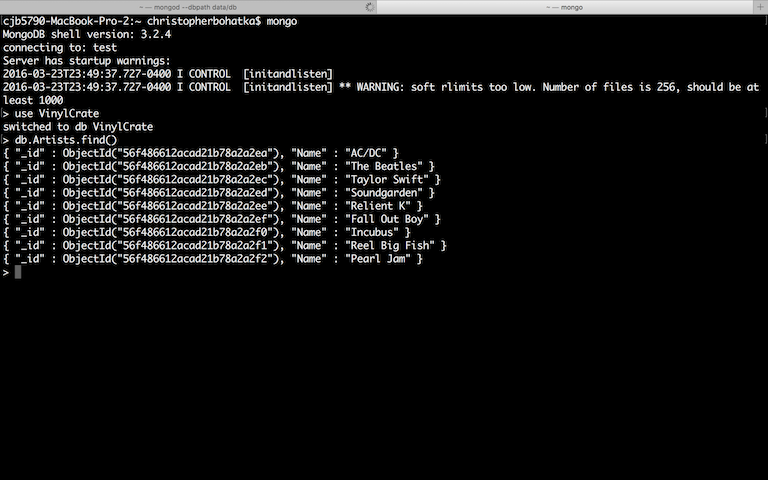 ~ — mongod --dbpath data/db
~ — mongo
cjb5790-MacBook-Pro-2:~ christopherbohatka$ mongo
MongoDB shell version: 3.2.4
connecting to: test
Server has startup warnings:
2016-03-23T23:49:37.727-0400 I CONTROL  [initandlisten]
2016-03-23T23:49:37.727-0400 I CONTROL  [initandlisten] ** WARNING: soft rlimits too low. Number of files is 256, should be at
least 1000
> use VinylCrate
switched to db VinylCrate
> db.Artists.find()
{ "_id" : ObjectId("56f486612acad21b78a2a2ea"), "Name" : "AC/DC" }
{ "_id" : ObjectId("56f486612acad21b78a2a2eb"), "Name" : "The Beatles" }
{ "_id" : ObjectId("56f486612acad21b78a2a2ec"), "Name" : "Taylor Swift" }
{ "_id" : ObjectId("56f486612acad21b78a2a2ed"), "Name" : "Soundgarden" }
{ "_id" : ObjectId("56f486612acad21b78a2a2ee"), "Name" : "Relient K" }
{ "_id" : ObjectId("56f486612acad21b78a2a2ef"), "Name" : "Fall Out Boy" }
{ "_id" : ObjectId("56f486612acad21b78a2a2f0"), "Name" : "Incubus" }
{ "_id" : ObjectId("56f486612acad21b78a2a2f1"), "Name" : "Reel Big Fish" }
{ "_id" : ObjectId("56f486612acad21b78a2a2f2"), "Name" : "Pearl Jam" }
>